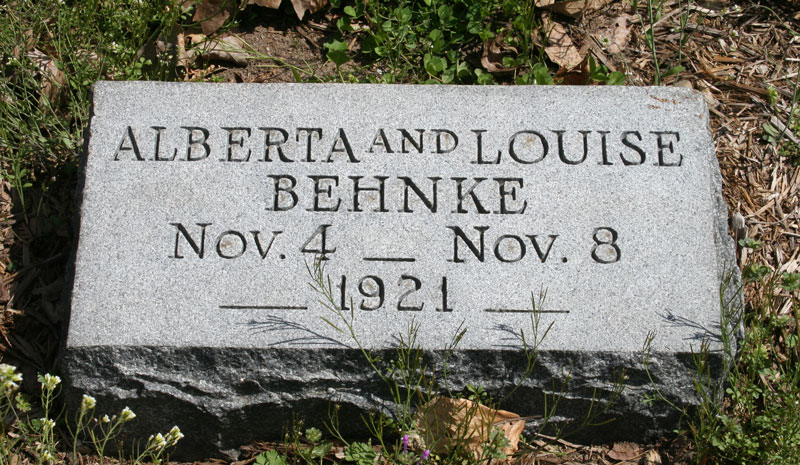 ALBERTA AND LOUISE
BEHNKE
Nov. 4 — Nov. 8
— 1921 —